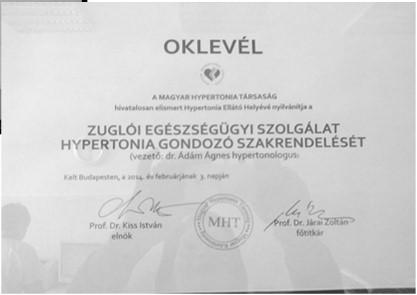 OKLEVÉL
A MAGYAR HYPERTONIA TÁRSASÁG
hivatalosan elismert Hypertonia Ellátó Helyévé nyilvánítja a
ZUGLÓI EGÉSZSÉGÜGYI SZOLGÁLAT
HYPERTONIA GONDOZÓ SZAKRENDELÉSÉT
(vezető: dr. Ádám Ágnes hypertonologus)
Kelt Budapesten, a 2014. év februárjának 3. napján
MHT
Prof. Dr. Kiss István
elnök
Prof. Dr. Járai Zoltán
főtitkár